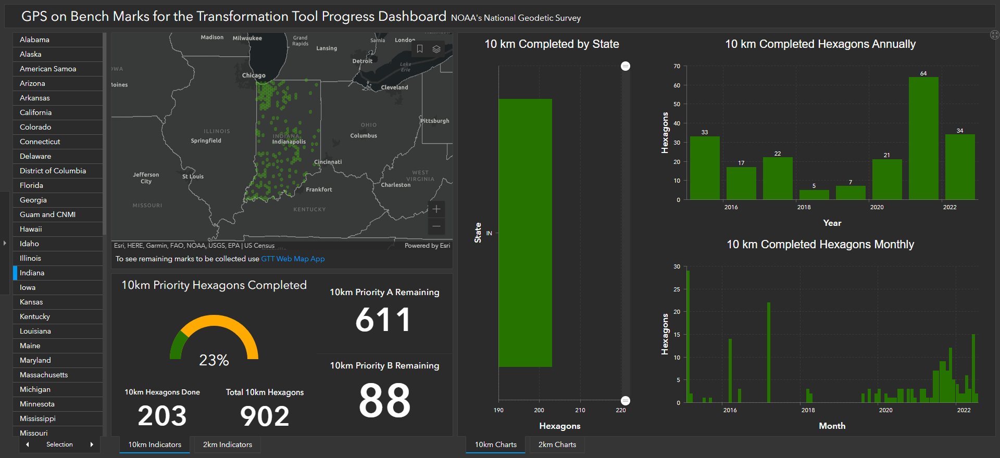 GPS on Bench Marks for the Transformation Tool Progress Dashboard NOAA's National Geodetic Survey
Alabama
Alaska
American Samoa
Arizona
Arkansas
California
Colorado
Connecticut
Delaware
District of Columbia
Florida
Georgia
Guam and CNMI
Hawaii
Idaho
Illinois
Indiana
Iowa
Kansas
Kentucky
Louisiana
Maine
Maryland
Massachusetts
Michigan
Minnesota
Mississippi
Missouri
Selection
Madison
Milwaukee
Grand
Rapids
Lansing
Sarnia
London
Detroit
Lake
Erie
Chicago
Cleveland
OWA
Moines
ILLINOIS
Springfield
INDIANA
Indianapolis
OHIO
Columbus
Pittsburgh
Cincinnati
Jefferson
City
St Louis
Frankfort
WEST
VIRGINIA
Charleston
MISSOURI
KENTUCKY
Nashville
Esri, HERE, Garmin, FAO, NOAA, USGS, EPA | US Census
Powered by Esri
To see remaining marks to be collected use GTT Web Map App
10km Priority Hexagons Completed
23%
10km Hexagons Done
203
Total 10km Hexagons
902
10km Priority A Remaining
611
10km Priority B Remaining
88
10km Indicators
2km Indicators
10 km Completed by State
State
IN
190 200 210 220
Hexagons
10km Charts
2km Charts
10 km Completed Hexagons Annually
Hexagons
70
60
50
40
30
20
10
0
33
17
22
5
7
21
64
34
2016 2018 2020 2022
Year
10 km Completed Hexagons Monthly
Hexagons
30
25
20
15
10
5
0
2016 2018 2020 2022
Month